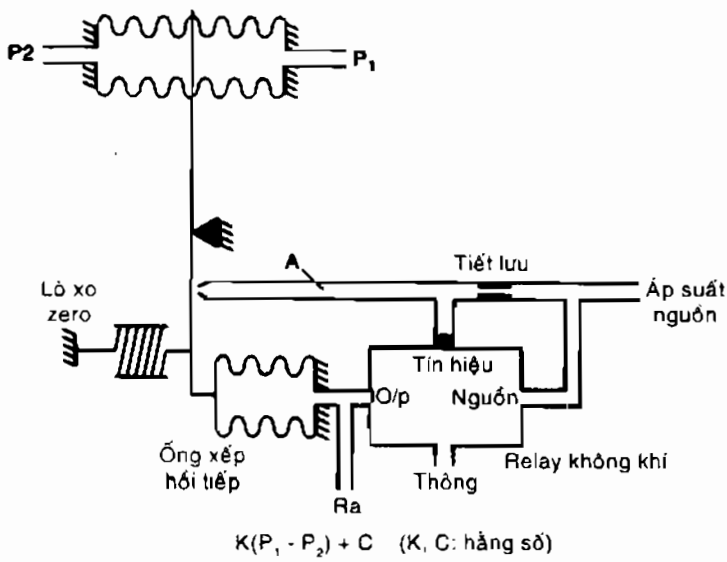 P2
P₁
A
Tiết lưu
Lò xo
zero
Áp suất
nguồn
Tín hiệu
O/p
Nguồn
Ống xếp
hồi tiếp
Relay không khí
Thông
Ra
K(P₁ - P₂) + C (K, C: hằng số)